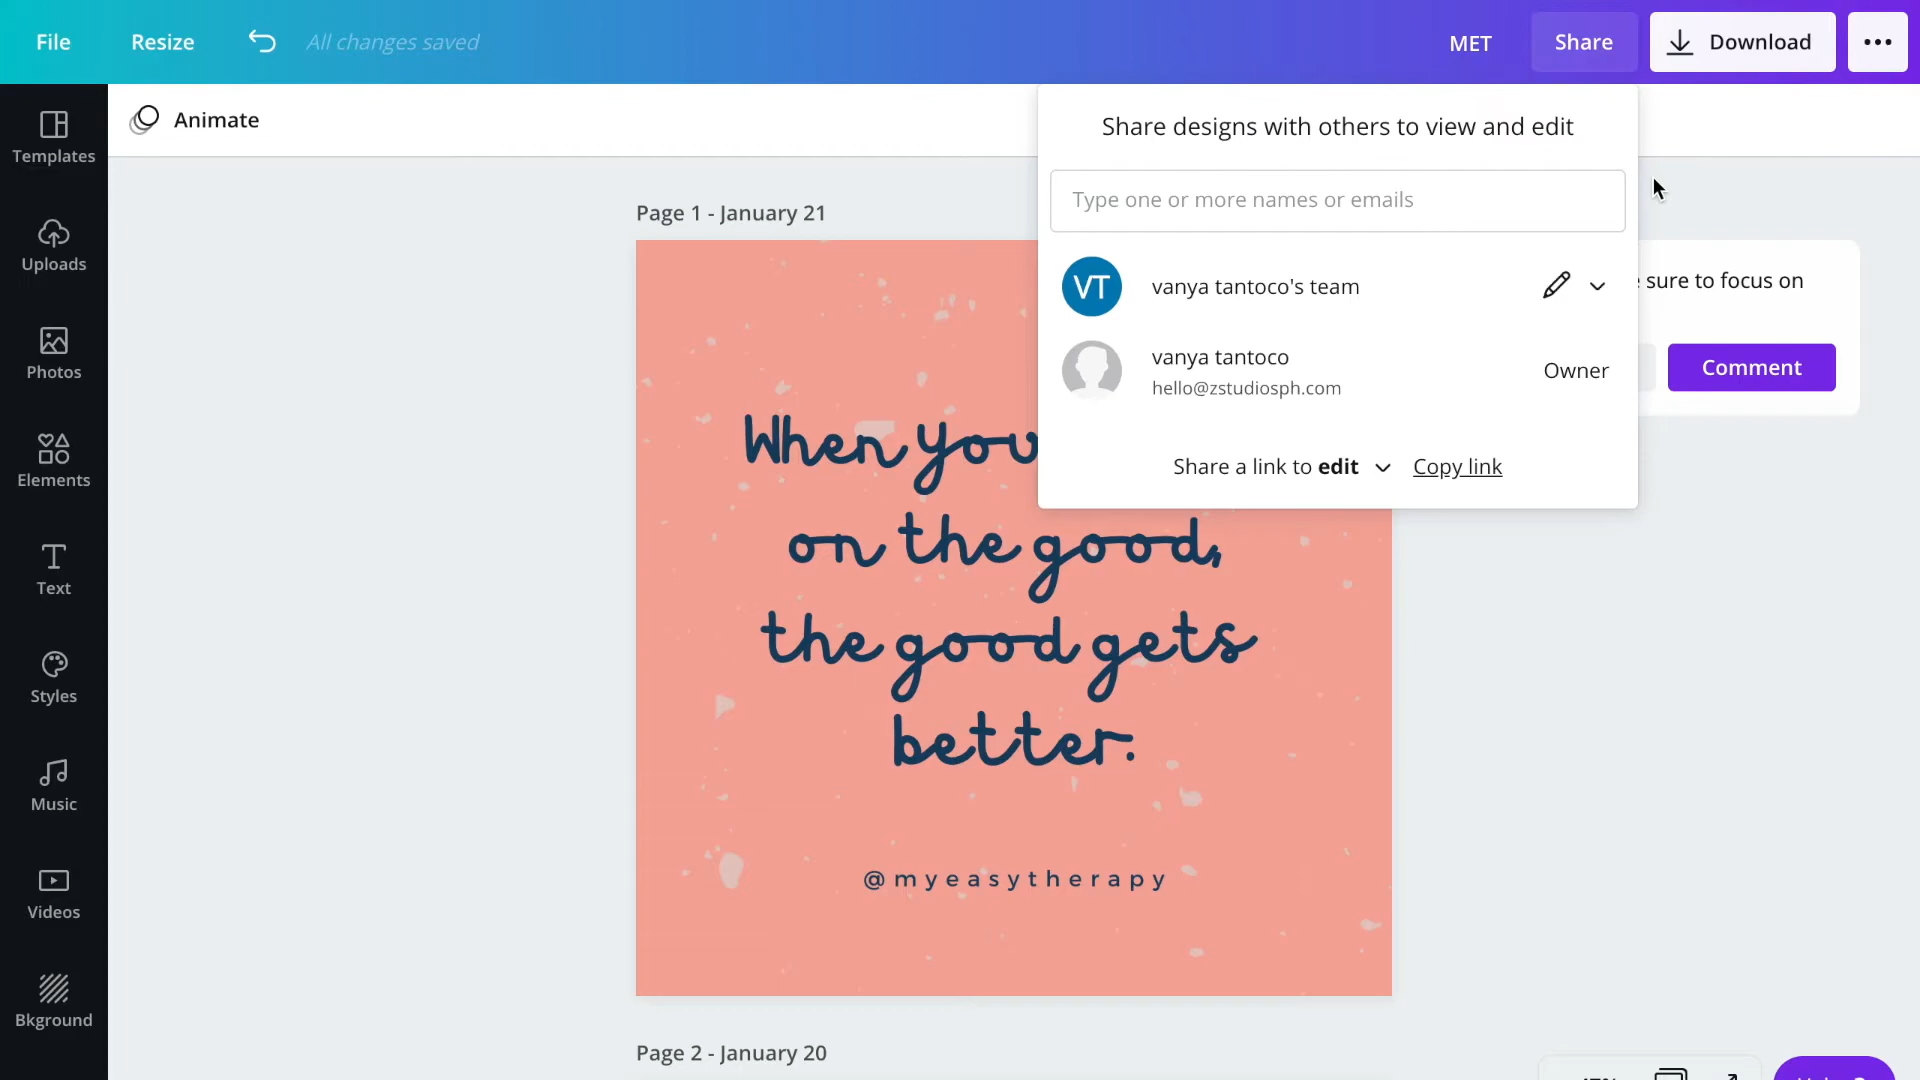 File
Resize
All changes saved
MET
Share
Download
Templates
Uploads
Photos
Elements
Text
Styles
Music
Videos
Bkground
Animate
Page 1 - January 21
When you
on the good,
the good gets
better.
@myeasytherapy
Page 2 - January 20
Share designs with others to view and edit
Type one or more names or emails
VT
vanya tantoco's team
vanya tantoco
hello@zstudiosph.com
Owner
Share a link to edit
Copy link
sure to focus on
Comment